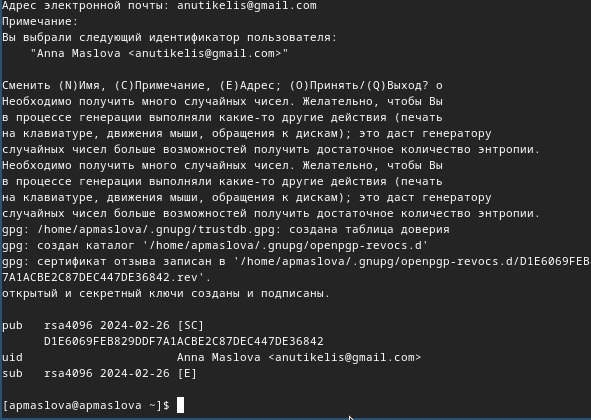 Адрес электронной почты: anutikelis@gmail.com
Примечание:
Вы выбрали следующий идентификатор пользователя:
    "Anna Maslova <anutikelis@gmail.com>"

Сменить (N)Имя, (C)Примечание, (E)Адрес; (O)Принять/(Q)Выход? o
Необходимо получить много случайных чисел. Желательно, чтобы Вы
в процессе генерации выполняли какие-то другие действия (печать
на клавиатуре, движения мыши, обращения к дискам); это даст генератору
случайных чисел больше возможностей получить достаточное количество энтропии.
Необходимо получить много случайных чисел. Желательно, чтобы Вы
в процессе генерации выполняли какие-то другие действия (печать
на клавиатуре, движения мыши, обращения к дискам); это даст генератору
случайных чисел больше возможностей получить достаточное количество энтропии.
gpg: /home/apmaslova/.gnupg/trustdb.gpg: создана таблица доверия
gpg: создан каталог '/home/apmaslova/.gnupg/openpgp-revocs.d'
gpg: сертификат отзыва записан в '/home/apmaslova/.gnupg/openpgp-revocs.d/D1E6069FEB
7A1ACBE2C87DEC447DE36842.rev'.
открытый и секретный ключи созданы и подписаны.

pub   rsa4096 2024-02-26 [SC]
      D1E6069FEB829DDF7A1ACBE2C87DEC447DE36842
uid                      Anna Maslova <anutikelis@gmail.com>
sub   rsa4096 2024-02-26 [E]

[apmaslova@apmaslova ~]$